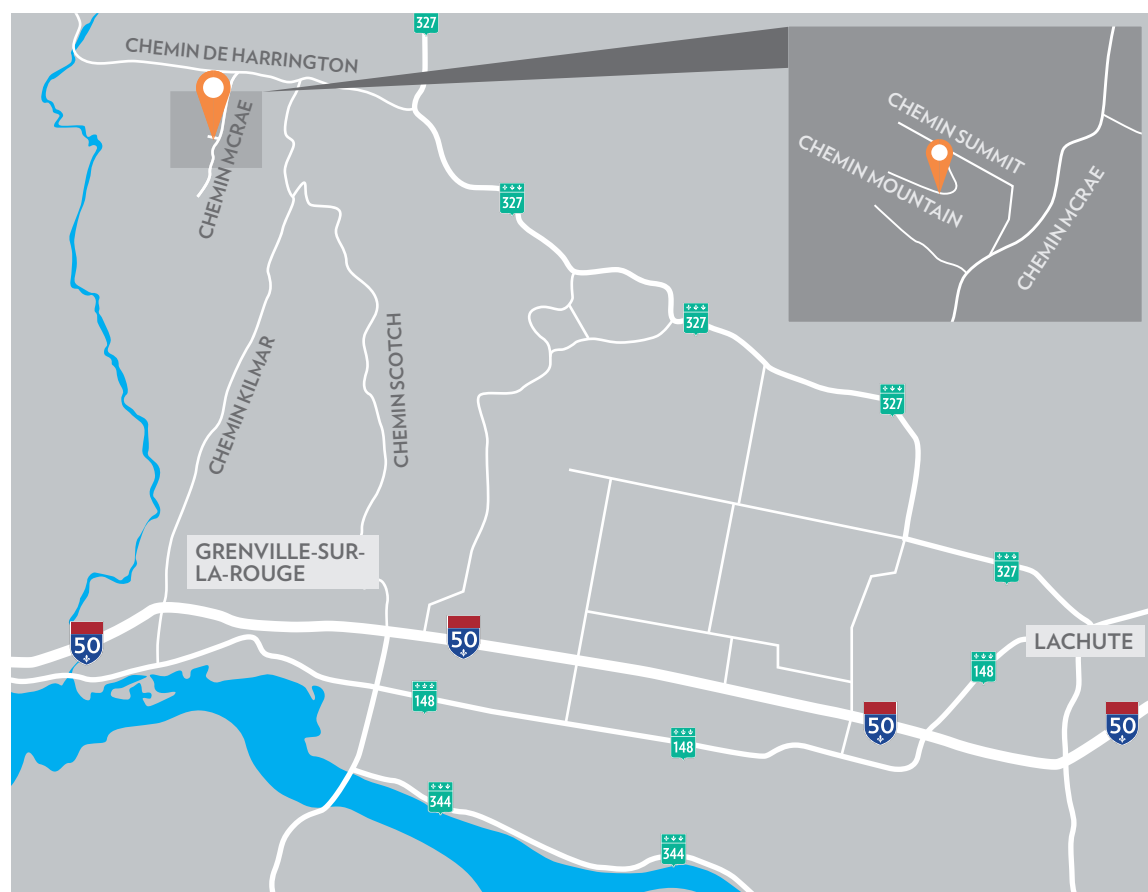 327
CHEMIN DE HARRINGTON
CHEMIN MCRAE
CHEMIN SUMMIT
CHEMIN MOUNTAIN
CHEMIN MCRAE
327
327
327
CHEMIN KILMAR
CHEMIN SCOTCH
GRENVILLE-SUR-
LA-ROUGE
327
50
50
LACHUTE
148
148
50
50
148
344
344